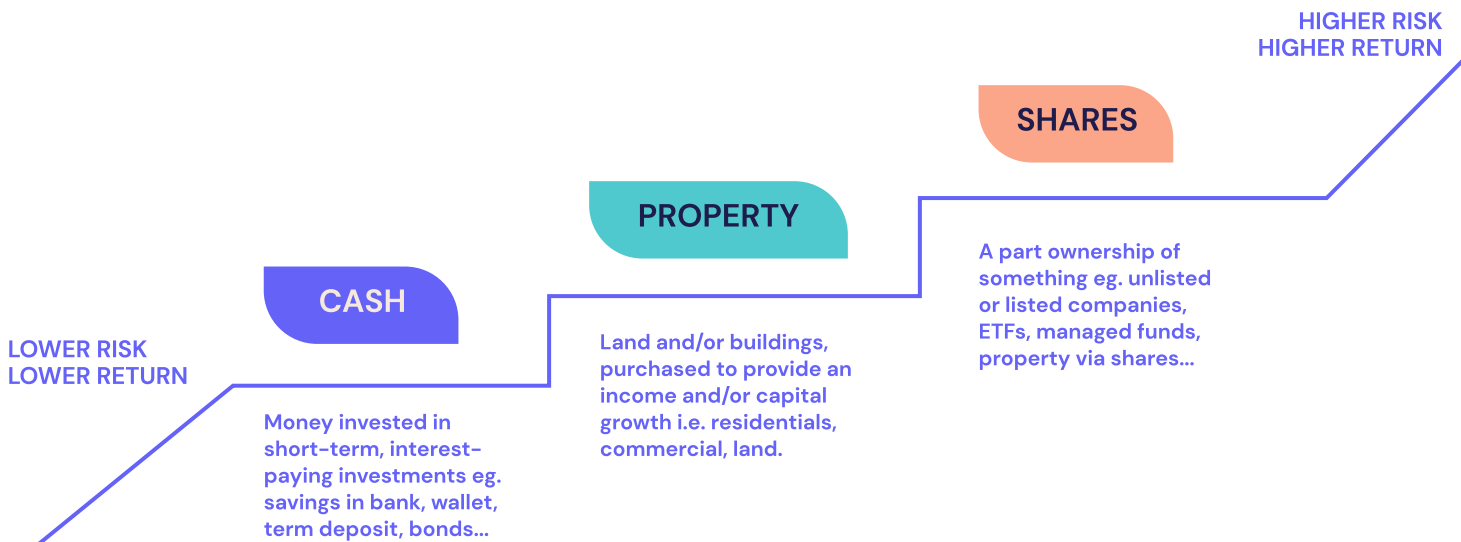 HIGHER RISK
HIGHER RETURN
SHARES
A part ownership of
something eg. unlisted
or listed companies,
ETFs, managed funds,
property via shares...
PROPERTY
Land and/or buildings,
purchased to provide an
income and/or capital
growth i.e. residentials,
commercial, land.
CASH
Money invested in
short-term, interest-
paying investments eg.
savings in bank, wallet,
term deposit, bonds...
LOWER RISK
LOWER RETURN